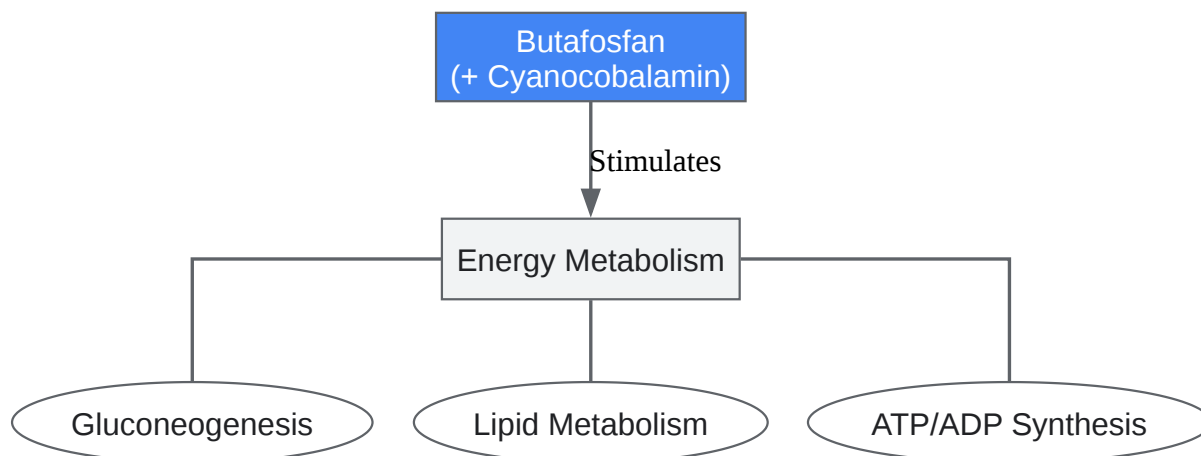 Butafosfan
(+ Cyanocobalamin)
Stimulates
Energy Metabolism
Gluconeogenesis
Lipid Metabolism
ATP/ADP Synthesis